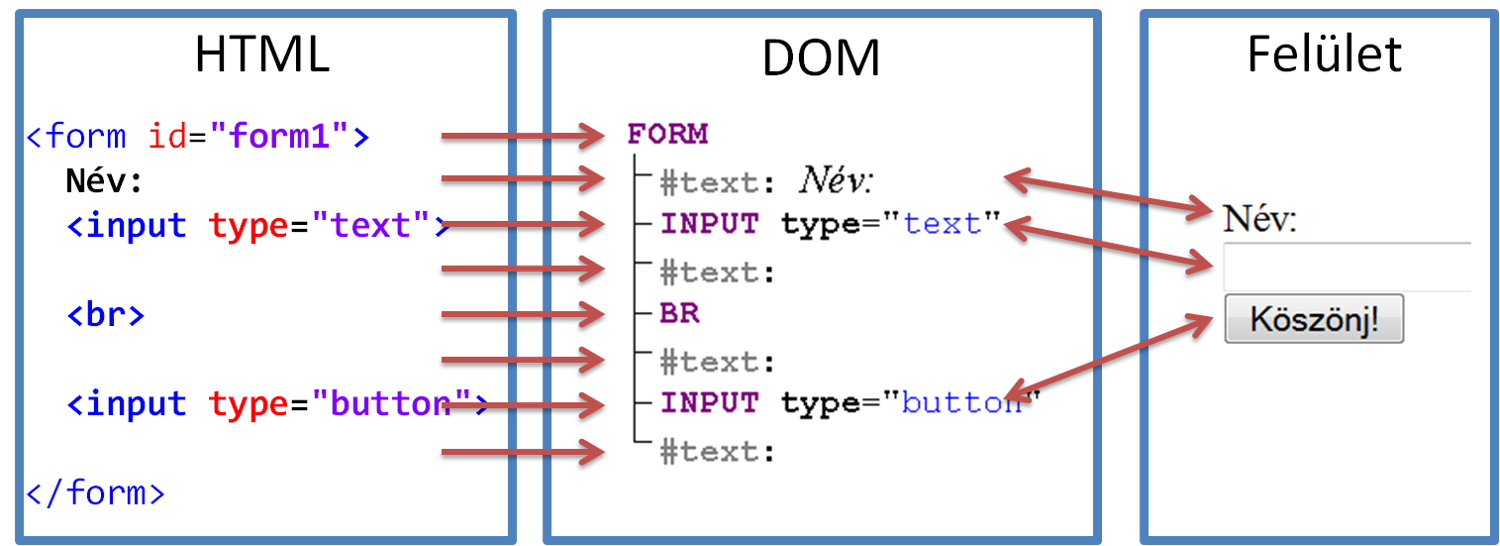 HTML
<form id="form1">
Név:
<input type="text">
<br>
<input type="button">
</form>
DOM
FORM
#text: Név:
INPUT type="text"
#text:
BR
#text:
INPUT type="button"
#text:
Felület
Név:
Köszönj!